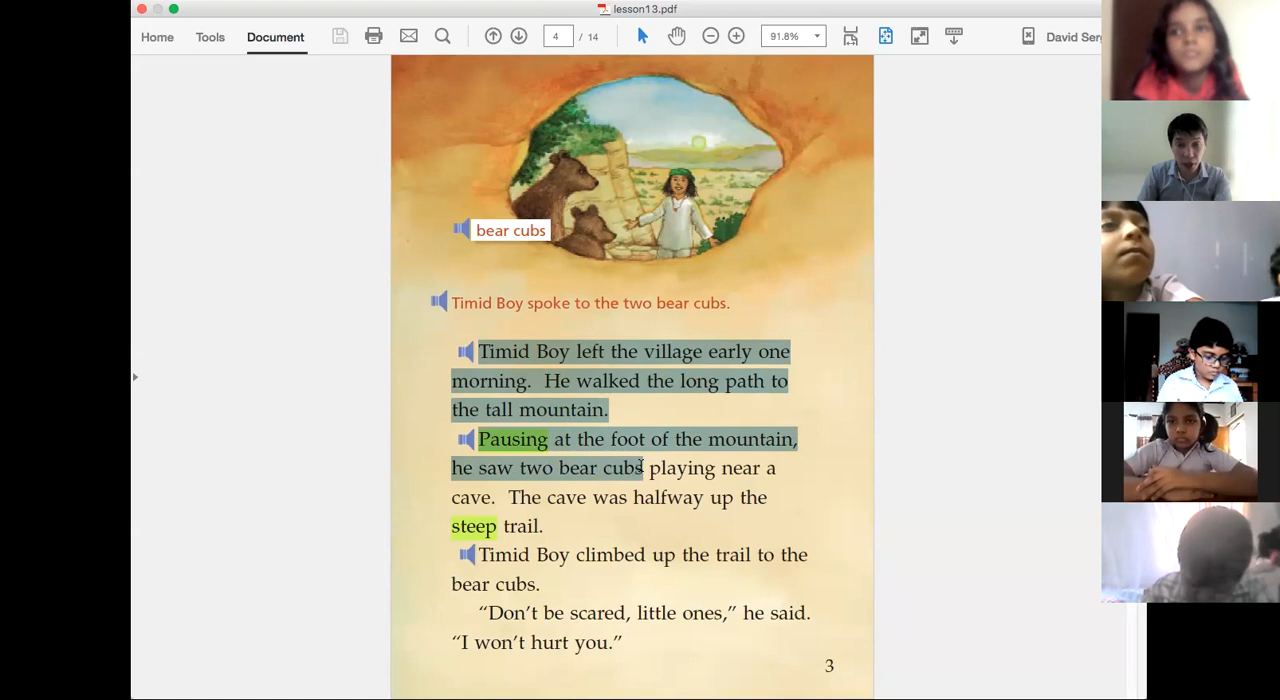 lesson13.pdf
Home Tools Document 4 / 14 91.8% David Ser
bear cubs
Timid Boy spoke to the two bear cubs.
Timid Boy left the village early one
morning. He walked the long path to
the tall mountain.
Pausing at the foot of the mountain,
he saw two bear cubs playing near a
cave. The cave was halfway up the
steep trail.
Timid Boy climbed up the trail to the
bear cubs.
“Don’t be scared, little ones,” he said.
“I won’t hurt you.”
3